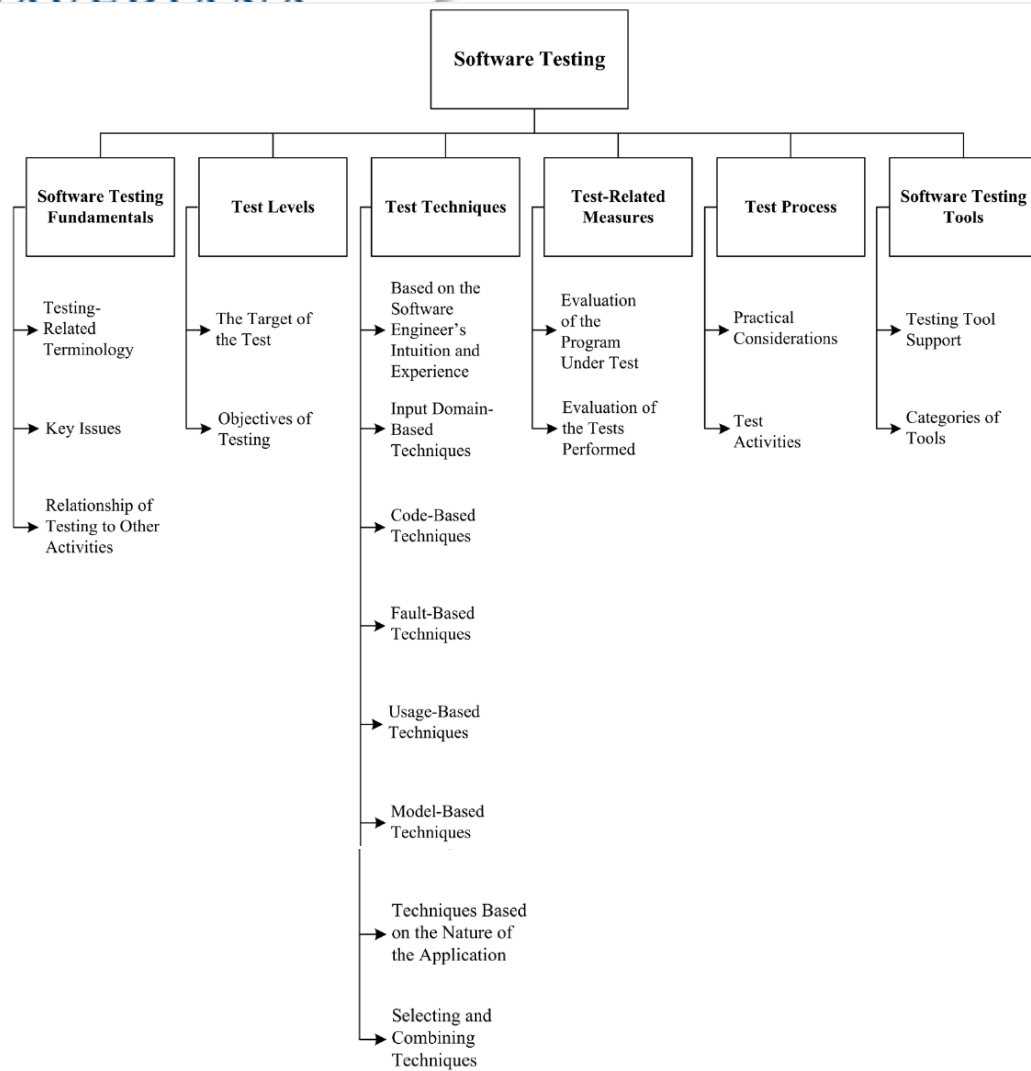 Software Testing
Software Testing
Fundamentals
Testing-
Related
Terminology
Key Issues
Relationship of
Testing to Other
Activities
Test Levels
The Target of
the Test
Objectives of
Testing
Test Techniques
Based on the
Software
Engineer's
Intuition and
Experience
Input Domain-
Based
Techniques
Code-Based
Techniques
Fault-Based
Techniques
Usage-Based
Techniques
Model-Based
Techniques
Techniques Based
on the Nature of
the Application
Selecting and
Combining
Techniques
Test-Related
Measures
Evaluation
of the
Program
Under Test
Evaluation of
the Tests
Performed
Test Process
Practical
Considerations
Test
Activities
Software Testing
Tools
Testing Tool
Support
Categories of
Tools